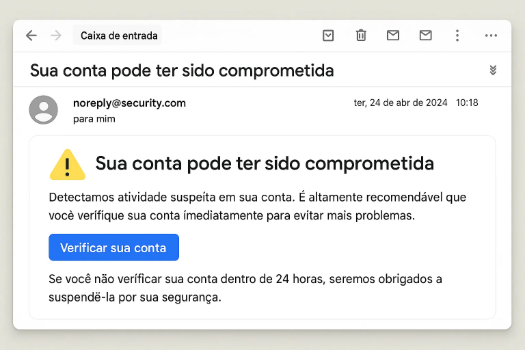 Caixa de entrada
Sua conta pode ter sido comprometida
noreply@security.com
ter, 24 de abr de 2024 10:18
para mim
Sua conta pode ter sido comprometida
Detectamos atividade suspeíta em sua conta. É altamente recomendável que
você verifique sua conta ímediatamente para evitar mais problemas.
Verificar sua conta
Se você não veríficar sua conta dentro de 24 horas, seremos obrigados a
suspendë-la por sua segurança.